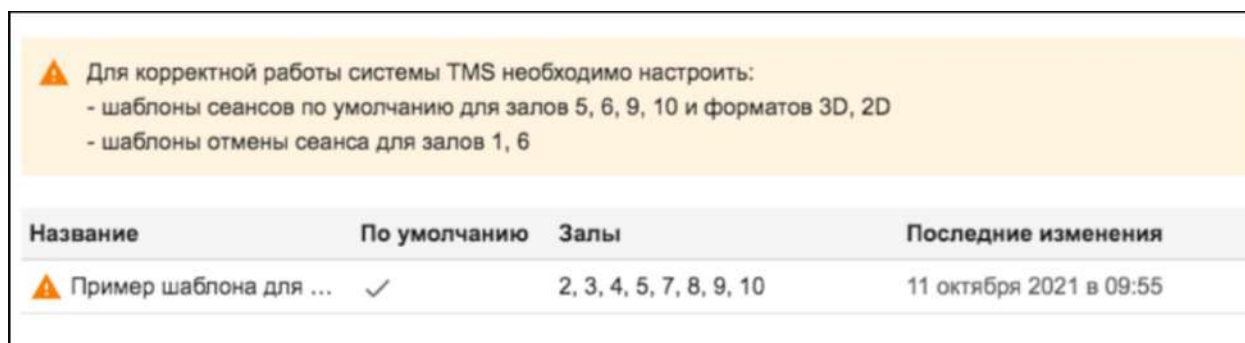 Для корректной работы системы TMS необходимо настроить:
- шаблоны сеансов по умолчанию для залов 5, 6, 9, 10 и форматов 3D, 2D
- шаблоны отмены сеанса для залов 1, 6
Название По умолчанию Залы Последние изменения
Пример шаблона для ... 2, 3, 4, 5, 7, 8, 9, 10 11 октября 2021 в 09:55